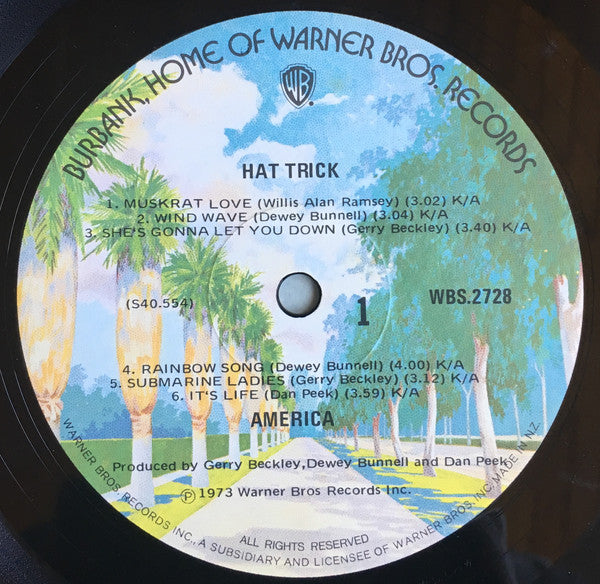 BURBANK, HOME OF WARNER BROS. RECORDS
WB
HAT TRICK
1. MUSKRAT LOVE (Willis Alan Ramsey) (3.02) K/A
2. WIND WAVE (Dewey Bunnell) (3.04) K/A
3. SHE'S GONNA LET YOU DOWN (Gerry Beckley) (3.40) K/A
(S40.554)
1
WBS.2728
4. RAINBOW SONG (Dewey Bunnell) (4.00) K/A
5. SUBMARINE LADIES (Gerry Beckley) (3.12) K/A
6. IT'S LIFE (Dan Peek) (3.59) K/A
AMERICA
Produced by Gerry Beckley, Dewey Bunnell and Dan Peek
℗ 1973 Warner Bros Records Inc.
ALL RIGHTS RESERVED
WARNER BROS. RECORDS INC., A SUBSIDIARY AND LICENSEE OF WARNER BROS. INC. MADE IN N.Z.